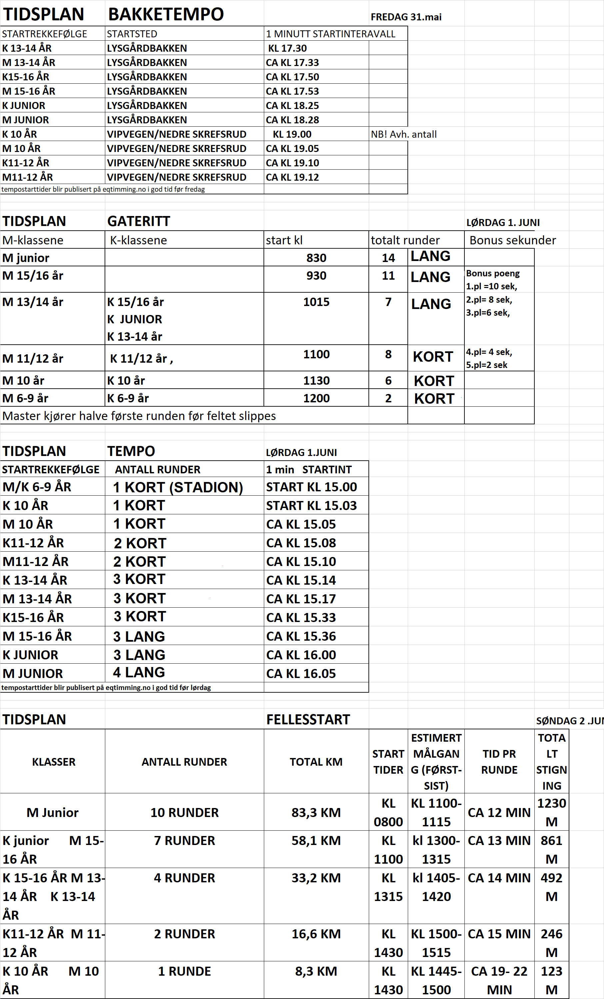 TIDSPLAN BAKKETEMPO FREDAG 31.mai
STARTREKKEFØLGE STARTSTED 1 MINUTT STARTINTERAVALL
K 13-14 ÅR LYSGÅRDBAKKEN KL 17.30
M 13-14 ÅR LYSGÅRDBAKKEN CA KL 17.33
K15-16 ÅR LYSGÅRDBAKKEN CA KL 17.50
M 15-16 ÅR LYSGÅRDBAKKEN CA KL 17.53
K JUNIOR LYSGÅRDBAKKEN CA KL 18.25
M JUNIOR LYSGÅRDBAKKEN CA KL 18.28
K 10 ÅR VIPVEGEN/NEDRE SKREFSRUD KL 19.00 NB! Avh. antall
M 10 ÅR VIPVEGEN/NEDRE SKREFSRUD CA KL 19.05
K11-12 ÅR VIPVEGEN/NEDRE SKREFSRUD CA KL 19.10
M11-12 ÅR VIPVEGEN/NEDRE SKREFSRUD CA KL 19.12
tempostarttider blir publisert på eqtimming.no i god tid før fredag
TIDSPLAN GATERITT LØRDAG 1. JUNI
M-klassene K-klassene start kl totalt runder Bonus sekunder
M junior 830 14 LANG
M 15/16 år 930 11 LANG Bonus poeng
1.pl =10 sek,
M 13/14 år K 15/16 år 1015 7 LANG 2.pl= 8 sek,
K JUNIOR 3.pl=6 sek,
K 13-14 år
M 11/12 år K 11/12 år , 1100 8 KORT 4.pl= 4 sek,
5.pl=2 sek
M 10 år K 10 år 1130 6 KORT
M 6-9 år K 6-9 år 1200 2 KORT
Master kjører halve første runden før feltet slippes
TIDSPLAN TEMPO LØRDAG 1.JUNI
STARTREKKEFØLGE ANTALL RUNDER 1 min STARTINT
M/K 6-9 ÅR 1 KORT (STADION) START KL 15.00
K 10 ÅR 1 KORT START KL 15.03
M 10 ÅR 1 KORT CA KL 15.05
K11-12 ÅR 2 KORT CA KL 15.08
M11-12 ÅR 2 KORT CA KL 15.10
K 13-14 ÅR 3 KORT CA KL 15.14
M 13-14 ÅR 3 KORT CA KL 15.17
K15-16 ÅR 3 KORT CA KL 15.33
M 15-16 ÅR 3 LANG CA KL 15.36
K JUNIOR 3 LANG CA KL 16.00
M JUNIOR 4 LANG CA KL 16.05
tempostarttider blir publisert på eqtimming.no i god tid før lørdag
TIDSPLAN FELLESSTART SØNDAG 2 .JUN
KLASSER ANTALL RUNDER TOTAL KM START TIDER ESTIMERT MÅLGAN G (FØRST- SIST) TID PR RUNDE TOTA LT STIGN ING
M Junior 10 RUNDER 83,3 KM KL 0800 KL 1100- 1115 CA 12 MIN 1230 M
K junior M 15- 16 ÅR 7 RUNDER 58,1 KM KL 1100 kl 1300- 1315 CA 13 MIN 861 M
K 15-16 ÅR M 13- 14 ÅR K 13-14 ÅR 4 RUNDER 33,2 KM KL 1315 kl 1405- 1420 CA 14 MIN 492 M
K11-12 ÅR M 11- 12 ÅR 2 RUNDER 16,6 KM KL 1430 KL 1500- 1515 CA 15 MIN 246 M
K 10 ÅR M 10 ÅR 1 RUNDE 8,3 KM KL 1430 KL 1445- 1500 CA 19- 22 MIN 123 M